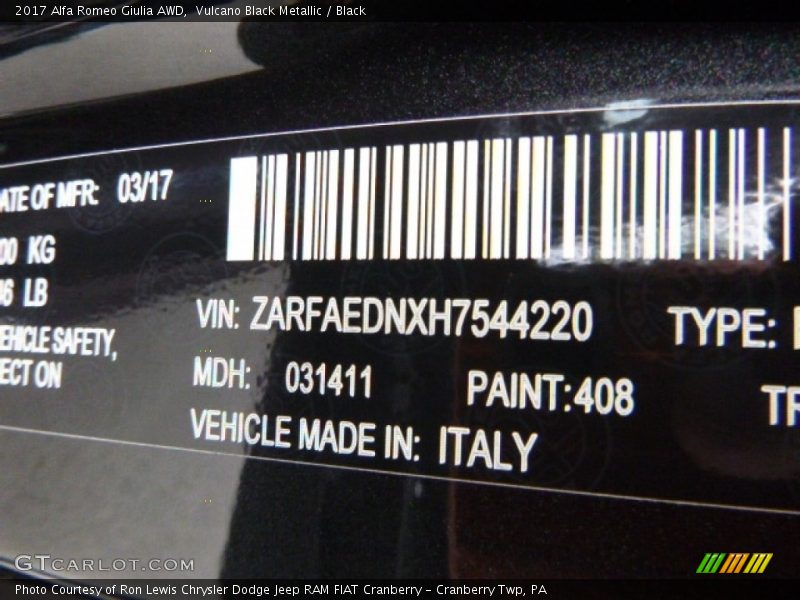 2017 Alfa Romeo Giulia AWD, Vulcano Black Metallic / Black
ATE OF MFR: 03/17
00 KG
LB
VIN: ZARFAEDNXH7544220
TYPE:
EHICLE SAFETY,
ECT ON
MDH: 031411
PAINT:408
TR
VEHICLE MADE IN: ITALY
GTCARLOT.COM
Photo Courtesy of Ron Lewis Chrysler Dodge Jeep RAM FIAT Cranberry – Cranberry Twp, PA